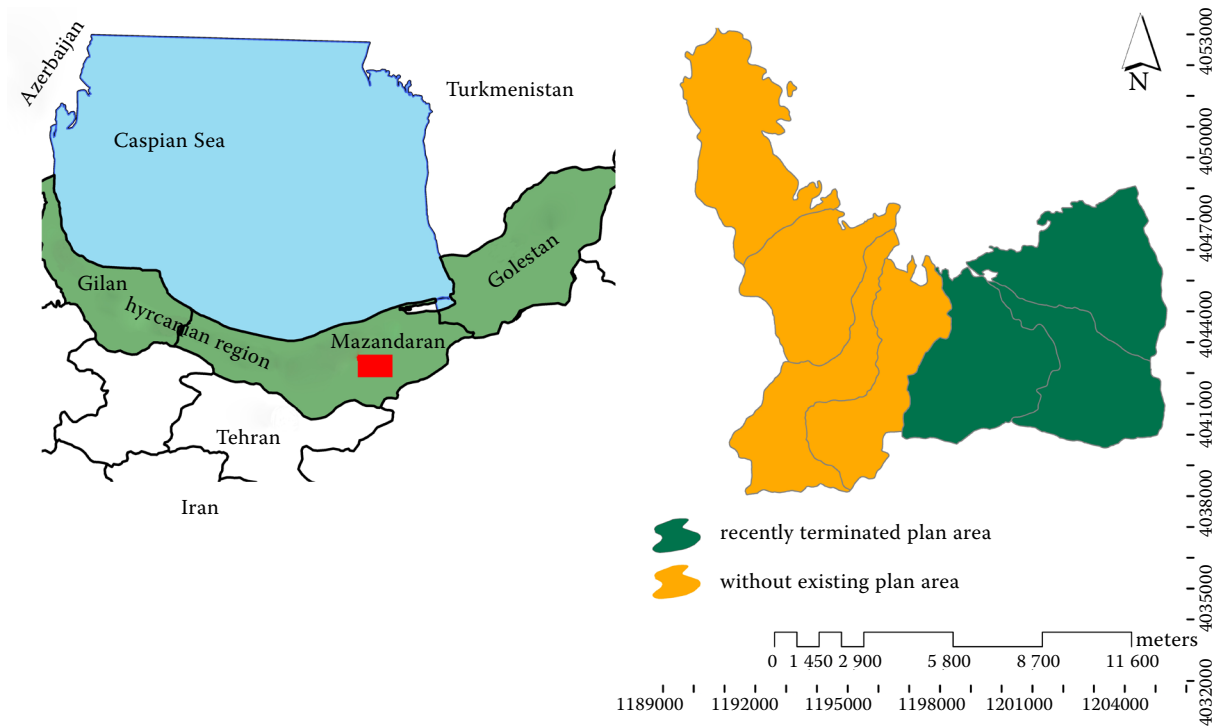 Azerbaijan
Turkmenistan
Caspian Sea
Golestan
Gilan
hyrcanian region
Mazandaran
Tehran
Iran
N
recently terminated plan area
without existing plan area
meters
0 1 450 2 900 5 800 8 700 11 600
1189000 1192000 1195000 1198000 1201000 1204000
4053000
4050000
4047000
4044000
4041000
4038000
4035000
4032000